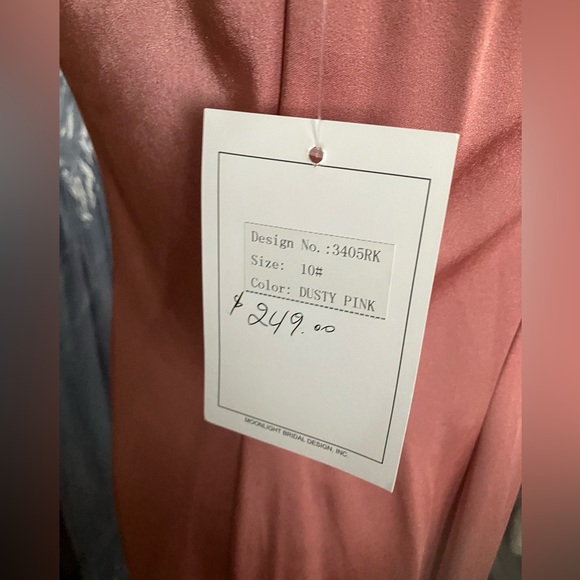 Design No.:3405RK
Size: 10#
Color: DUSTY PINK
$249.00
MOONLIGHT BRIDAL DESIGN, INC.